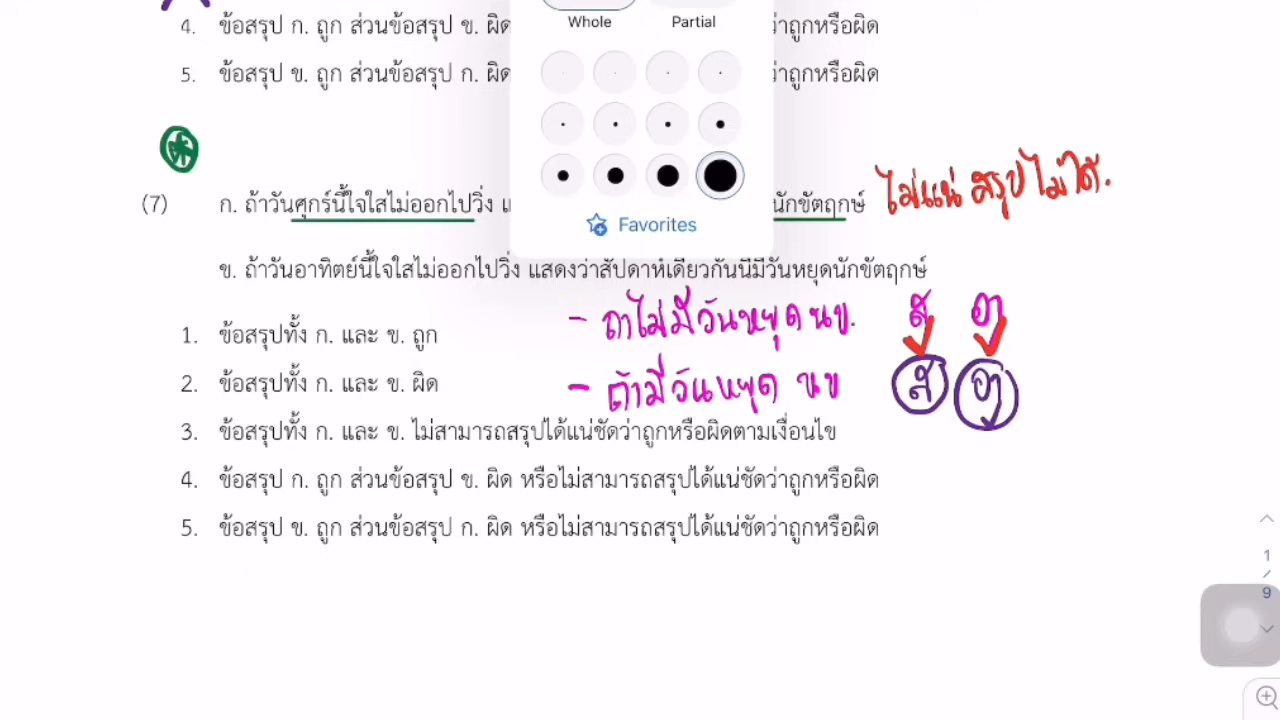 Whole Partial
4. ข้อสรุป ก. ถูก ส่วนข้อสรุป ข. ผิด ว่าถูกหรือผิด
5. ข้อสรุป ข. ถูก ส่วนข้อสรุป ก. ผิด ว่าถูกหรือผิด
(7) ก. ถ้าวันศุกร์นี้ใจใสไม่ออกไปวิ่ง นักขัตฤกษ์ ไม่แน่ สรุปไม่ได้.
Favorites
ข. ถ้าวันอาทิตย์นี้ใจใสไม่ออกไปวิ่ง แสดงว่าสัปดาห์เดียวกันนี้มีวันหยุดนักขัตฤกษ์
- ถ้าไม่มีวันหยุด นข. ส อา
1. ข้อสรุปทั้ง ก. และ ข. ถูก
- ถ้ามีวันหยุด นข ส อา
2. ข้อสรุปทั้ง ก. และ ข. ผิด
3. ข้อสรุปทั้ง ก. และ ข. ไม่สามารถสรุปได้แน่ชัดว่าถูกหรือผิดตามเงื่อนไข
4. ข้อสรุป ก. ถูก ส่วนข้อสรุป ข. ผิด หรือไม่สามารถสรุปได้แน่ชัดว่าถูกหรือผิด
5. ข้อสรุป ข. ถูก ส่วนข้อสรุป ก. ผิด หรือไม่สามารถสรุปได้แน่ชัดว่าถูกหรือผิด
1
/
9